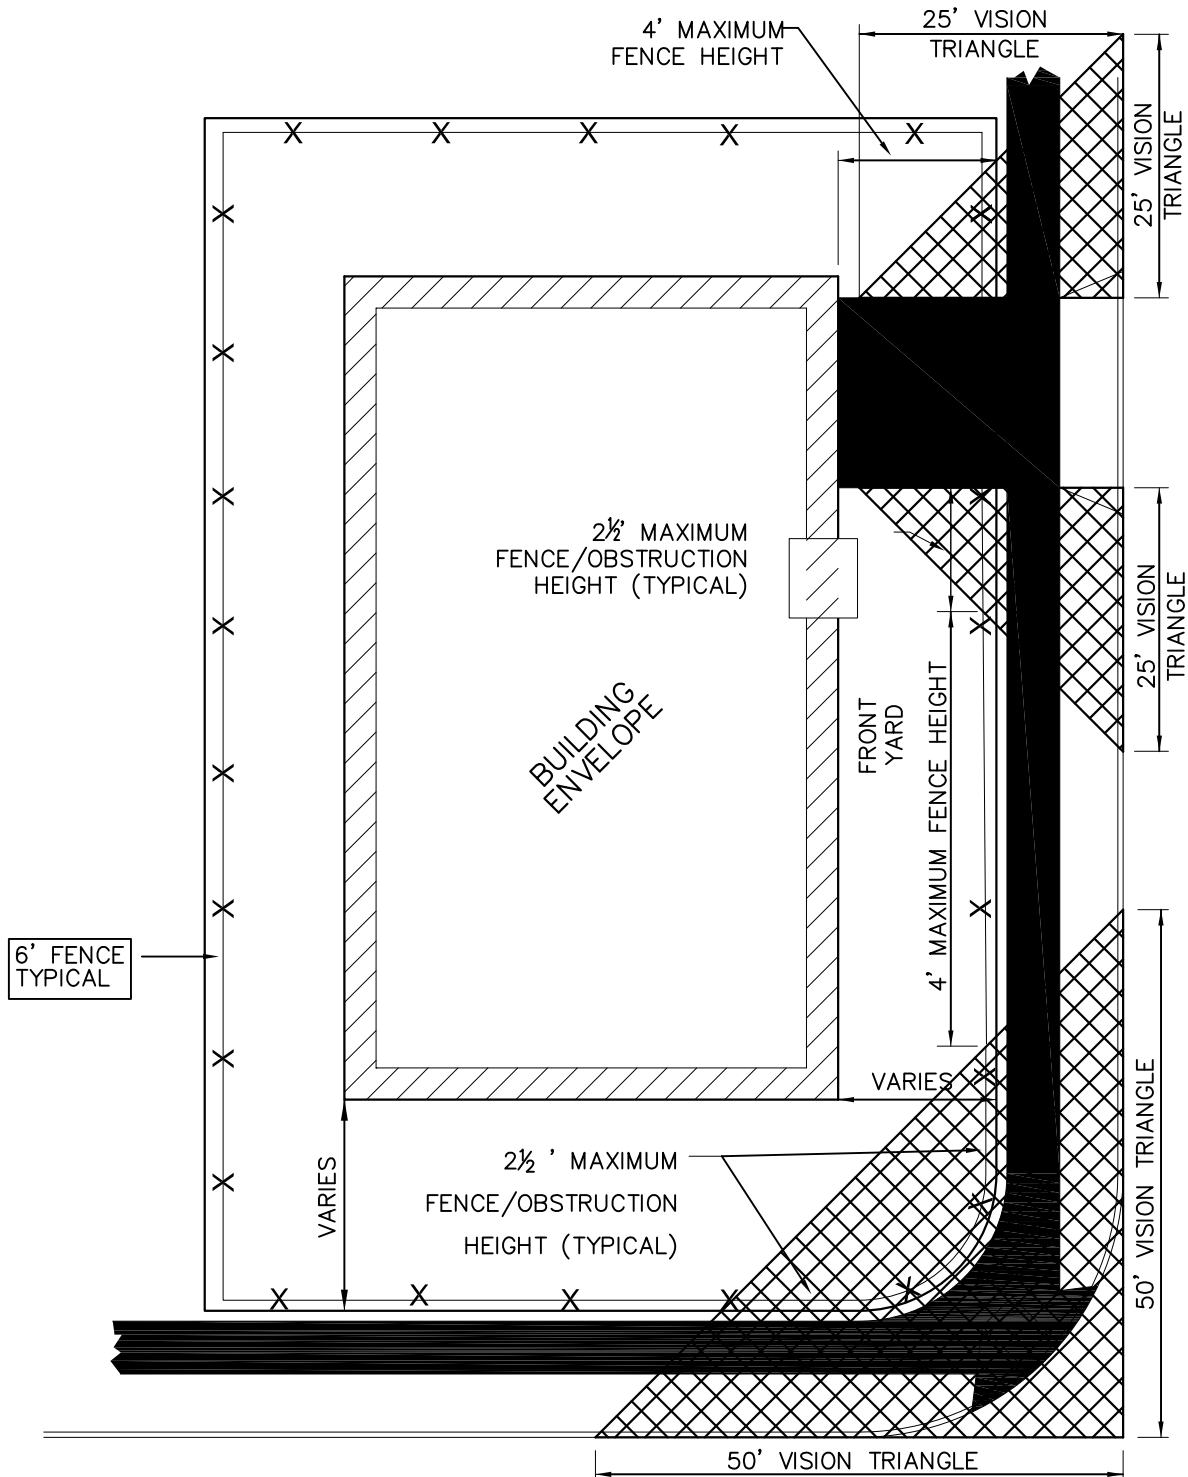 4' MAXIMUM
FENCE HEIGHT
25' VISION
TRIANGLE
25' VISION
TRIANGLE
2½' MAXIMUM
FENCE/OBSTRUCTION
HEIGHT (TYPICAL)
25' VISION
TRIANGLE
BUILDING
ENVELOPE
FRONT
YARD
4' MAXIMUM FENCE HEIGHT
6' FENCE
TYPICAL
VARIES
VARIES
2½ ' MAXIMUM
FENCE/OBSTRUCTION
HEIGHT (TYPICAL)
50' VISION TRIANGLE
50' VISION TRIANGLE